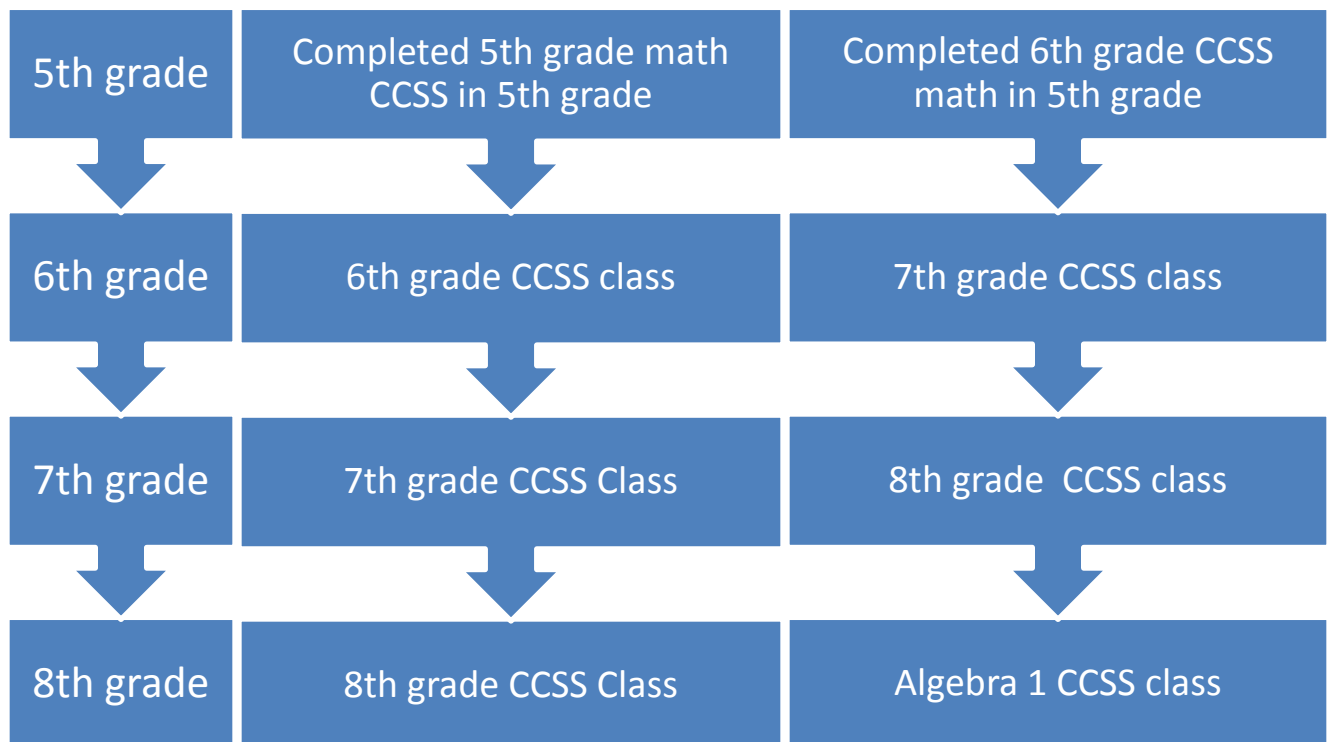 5th grade
Completed 5th grade math
CCSS in 5th grade
Completed 6th grade CCSS
math in 5th grade
6th grade
6th grade CCSS class
7th grade CCSS class
7th grade
7th grade CCSS Class
8th grade  CCSS class
8th grade
8th grade CCSS Class
Algebra 1 CCSS class